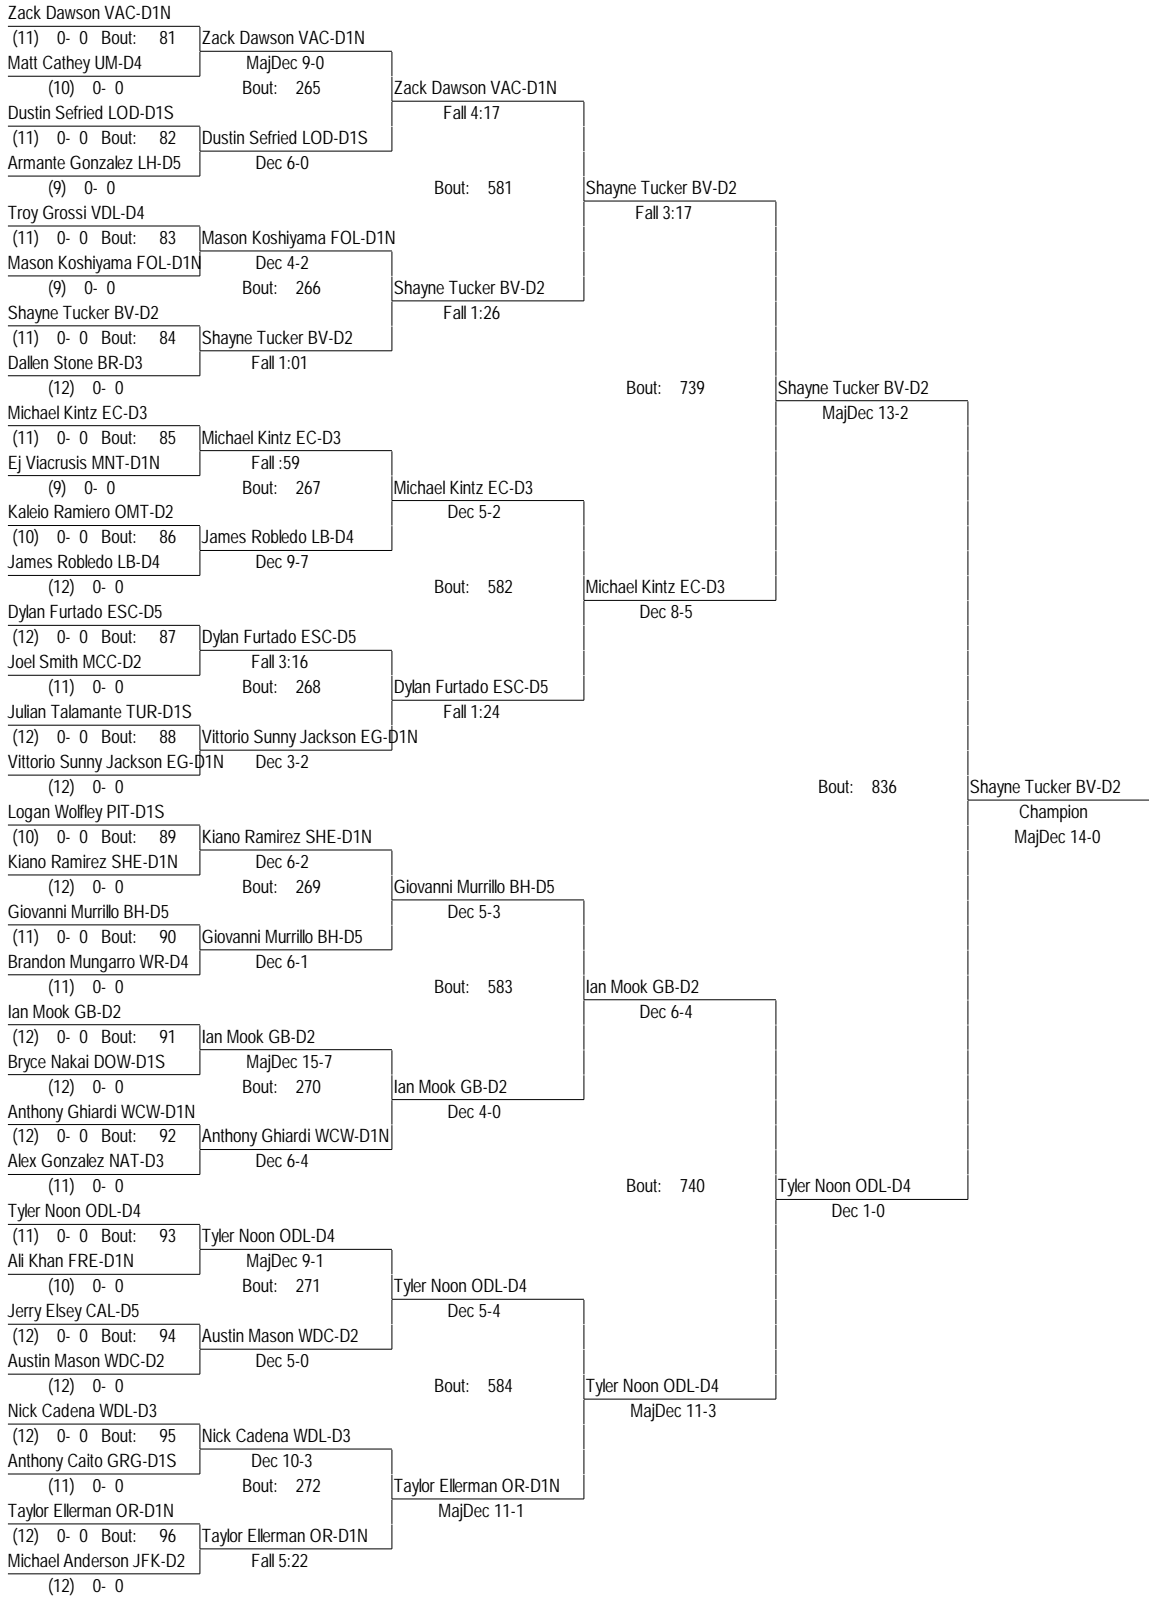 Zack Dawson VAC-D1N
(11) 0- 0 Bout: 81 Zack Dawson VAC-D1N
Matt Cathey UM-D4 MajDec 9-0
(10) 0- 0 Bout: 265 Zack Dawson VAC-D1N
Dustin Sefried LOD-D1S Fall 4:17
(11) 0- 0 Bout: 82 Dustin Sefried LOD-D1S
Armante Gonzalez LH-D5 Dec 6-0
(9) 0- 0 Bout: 581 Shayne Tucker BV-D2
Troy Grossi VDL-D4 Fall 3:17
(11) 0- 0 Bout: 83 Mason Koshiyama FOL-D1N
Mason Koshiyama FOL-D1N Dec 4-2
(9) 0- 0 Bout: 266 Shayne Tucker BV-D2
Shayne Tucker BV-D2 Fall 1:26
(11) 0- 0 Bout: 84 Shayne Tucker BV-D2
Dallen Stone BR-D3 Fall 1:01
(12) 0- 0 Bout: 739 Shayne Tucker BV-D2
Michael Kintz EC-D3 MajDec 13-2
(11) 0- 0 Bout: 85 Michael Kintz EC-D3
Ej Viacrusis MNT-D1N Fall :59
(9) 0- 0 Bout: 267 Michael Kintz EC-D3
Kaleio Ramiero OMT-D2 Dec 5-2
(10) 0- 0 Bout: 86 James Robledo LB-D4
James Robledo LB-D4 Dec 9-7
(12) 0- 0 Bout: 582 Michael Kintz EC-D3
Dylan Furtado ESC-D5 Dec 8-5
(12) 0- 0 Bout: 87 Dylan Furtado ESC-D5
Joel Smith MCC-D2 Fall 3:16
(11) 0- 0 Bout: 268 Dylan Furtado ESC-D5
Julian Talamante TUR-D1S Fall 1:24
(12) 0- 0 Bout: 88 Vittorio Sunny Jackson EG-D1N
Vittorio Sunny Jackson EG-D1N Dec 3-2
(12) 0- 0 Bout: 836 Shayne Tucker BV-D2
Logan Wolfley PIT-D1S Champion
(10) 0- 0 Bout: 89 Kiano Ramirez SHE-D1N MajDec 14-0
Kiano Ramirez SHE-D1N Dec 6-2
(12) 0- 0 Bout: 269 Giovanni Murrillo BH-D5
Giovanni Murrillo BH-D5 Dec 5-3
(11) 0- 0 Bout: 90 Giovanni Murrillo BH-D5
Brandon Mungarro WR-D4 Dec 6-1
(11) 0- 0 Bout: 583 Ian Mook GB-D2
Ian Mook GB-D2 Dec 6-4
(12) 0- 0 Bout: 91 Ian Mook GB-D2
Bryce Nakai DOW-D1S MajDec 15-7
(12) 0- 0 Bout: 270 Ian Mook GB-D2
Anthony Ghiardi WCW-D1N Dec 4-0
(12) 0- 0 Bout: 92 Anthony Ghiardi WCW-D1N
Alex Gonzalez NAT-D3 Dec 6-4
(11) 0- 0 Bout: 740 Tyler Noon ODL-D4
Tyler Noon ODL-D4 Dec 1-0
(11) 0- 0 Bout: 93 Tyler Noon ODL-D4
Ali Khan FRE-D1N MajDec 9-1
(10) 0- 0 Bout: 271 Tyler Noon ODL-D4
Jerry Elsey CAL-D5 Dec 5-4
(12) 0- 0 Bout: 94 Austin Mason WDC-D2
Austin Mason WDC-D2 Dec 5-0
(12) 0- 0 Bout: 584 Tyler Noon ODL-D4
Nick Cadena WDL-D3 MajDec 11-3
(12) 0- 0 Bout: 95 Nick Cadena WDL-D3
Anthony Caito GRG-D1S Dec 10-3
(11) 0- 0 Bout: 272 Taylor Ellerman OR-D1N
Taylor Ellerman OR-D1N MajDec 11-1
(12) 0- 0 Bout: 96 Taylor Ellerman OR-D1N
Michael Anderson JFK-D2 Fall 5:22
(12) 0- 0